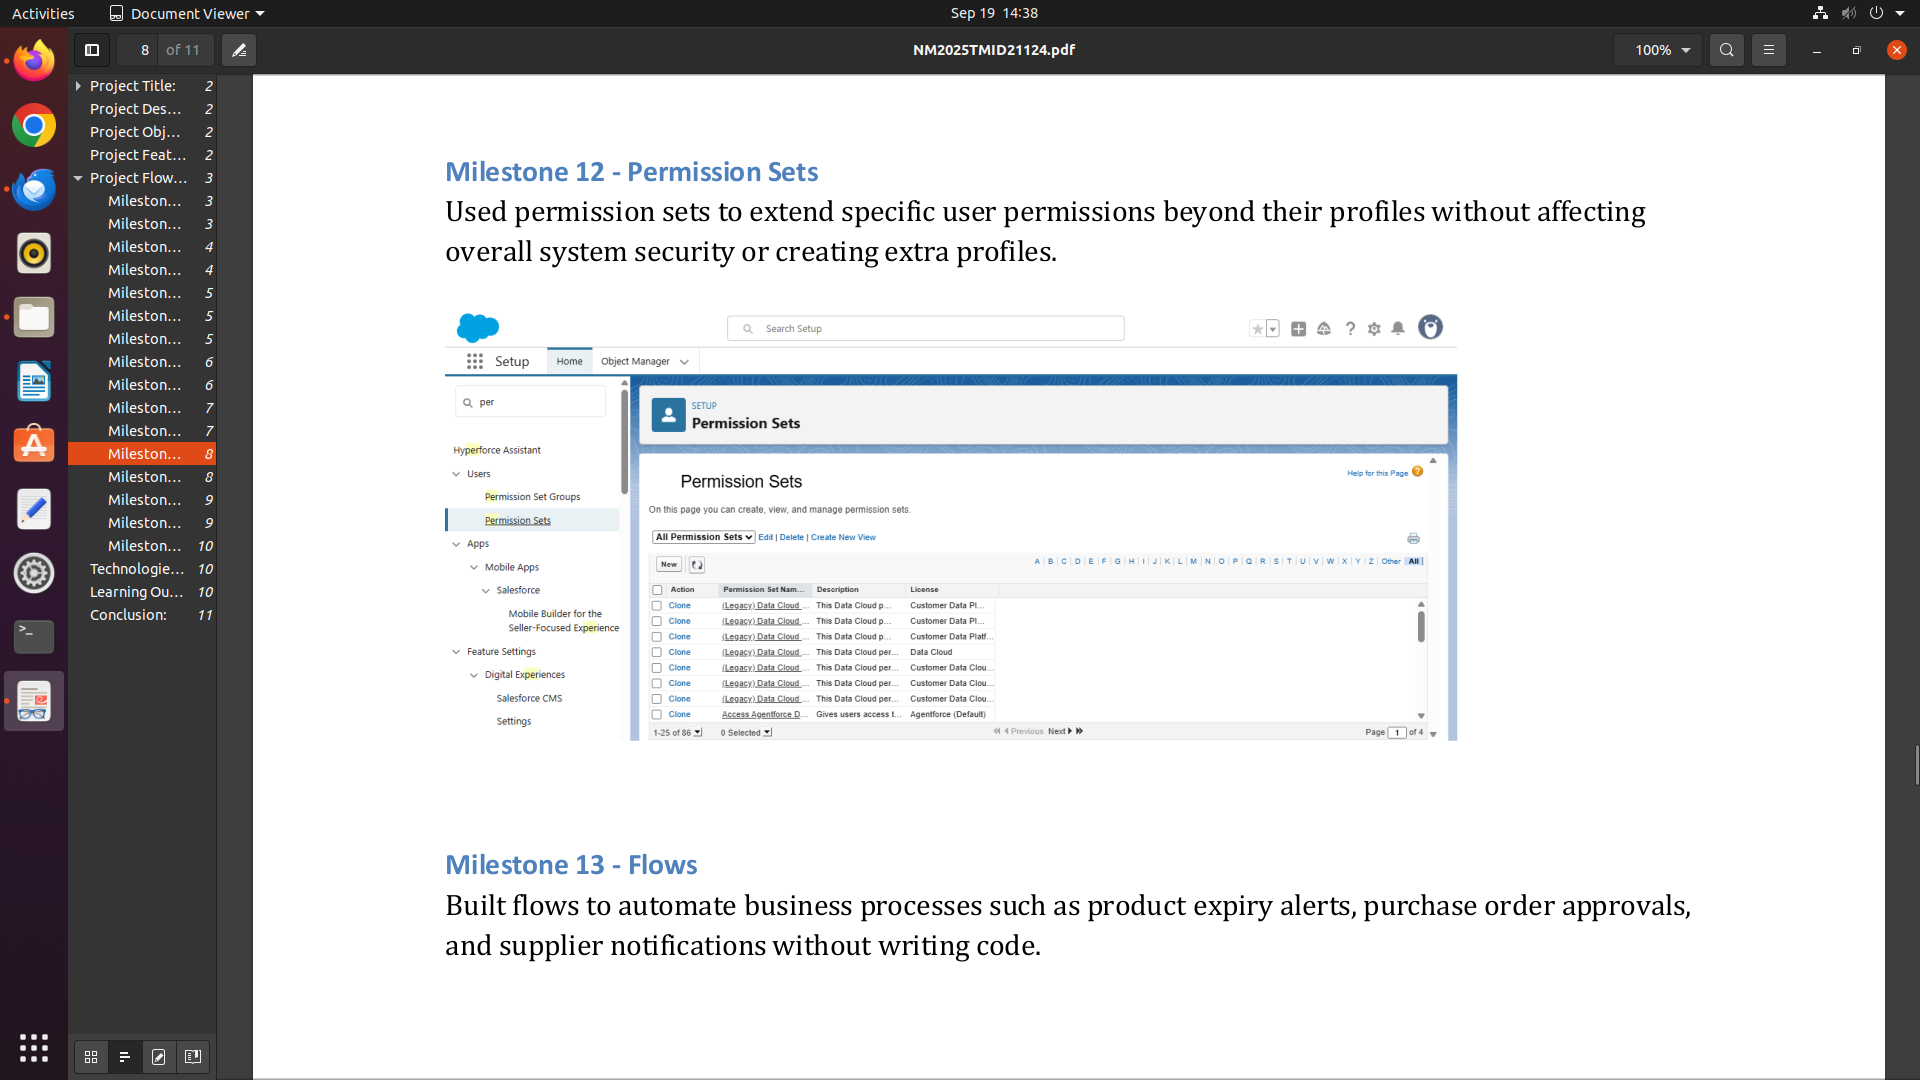 Activities
Document Viewer
Sep 19 14:38
8 of 11
NM2025TMID21124.pdf
100%
Project Title: 2
Project Des... 2
Project Obj... 2
Project Feat... 2
Project Flow... 3
Mileston... 3
Mileston... 3
Mileston... 4
Mileston... 4
Mileston... 5
Mileston... 5
Mileston... 5
Mileston... 6
Mileston... 6
Mileston... 7
Mileston... 7
Mileston... 8
Mileston... 8
Mileston... 9
Mileston... 9
Mileston... 10
Technologie... 10
Learning Ou... 10
Conclusion: 11
Milestone 12 - Permission Sets
Used permission sets to extend specific user permissions beyond their profiles without affecting
overall system security or creating extra profiles.
Search Setup
Setup
Home
Object Manager
per
Hyperforce Assistant
Users
Permission Set Groups
Permission Sets
Apps
Mobile Apps
Salesforce
Mobile Builder for the
Seller-Focused Experience
Feature Settings
Digital Experiences
Salesforce CMS
Settings
SETUP
Permission Sets
Permission Sets
Help for this Page
On this page you can create, view, and manage permission sets.
All Permission Sets Edit | Delete | Create New View
New
A | B | C | D | E | F | G | H | I | J | K | L | M | N | O | P | Q | R | S | T | U | V | W | X | Y | Z | Other | All
Action Permission Set Nam... Description License
Clone (Legacy) Data Cloud ... This Data Cloud p... Customer Data Pl...
Clone (Legacy) Data Cloud ... This Data Cloud p... Customer Data Pl...
Clone (Legacy) Data Cloud ... This Data Cloud p... Customer Data Platf...
Clone (Legacy) Data Cloud ... This Data Cloud per... Data Cloud
Clone (Legacy) Data Cloud ... This Data Cloud per... Customer Data Clou...
Clone (Legacy) Data Cloud ... This Data Cloud per... Customer Data Clou...
Clone (Legacy) Data Cloud ... This Data Cloud per... Customer Data Clou...
Clone Access Agentforce D... Gives users access t... Agentforce (Default)
1-25 of 86 0 Selected Previous Next Page 1 of 4
Milestone 13 - Flows
Built flows to automate business processes such as product expiry alerts, purchase order approvals,
and supplier notifications without writing code.